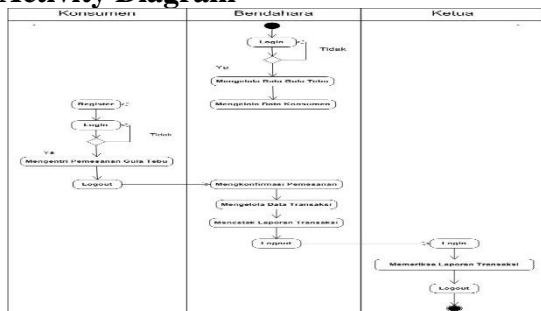 Activity Diagram
Konsumen
Bendahara
Ketua
Login
Tidak
Ya
Mengelola Data Gula Tebu
Mengelola Data Konsumen
Register
Login
Tidak
Ya
Mengentri Pemesanan Gula Tebu
Logout
Mengkonfirmasi Pemesanan
Mengelola Data Transaksi
Mencetak Laporan Transaksi
Logout
Login
Memeriksa Laporan Transaksi
Logout